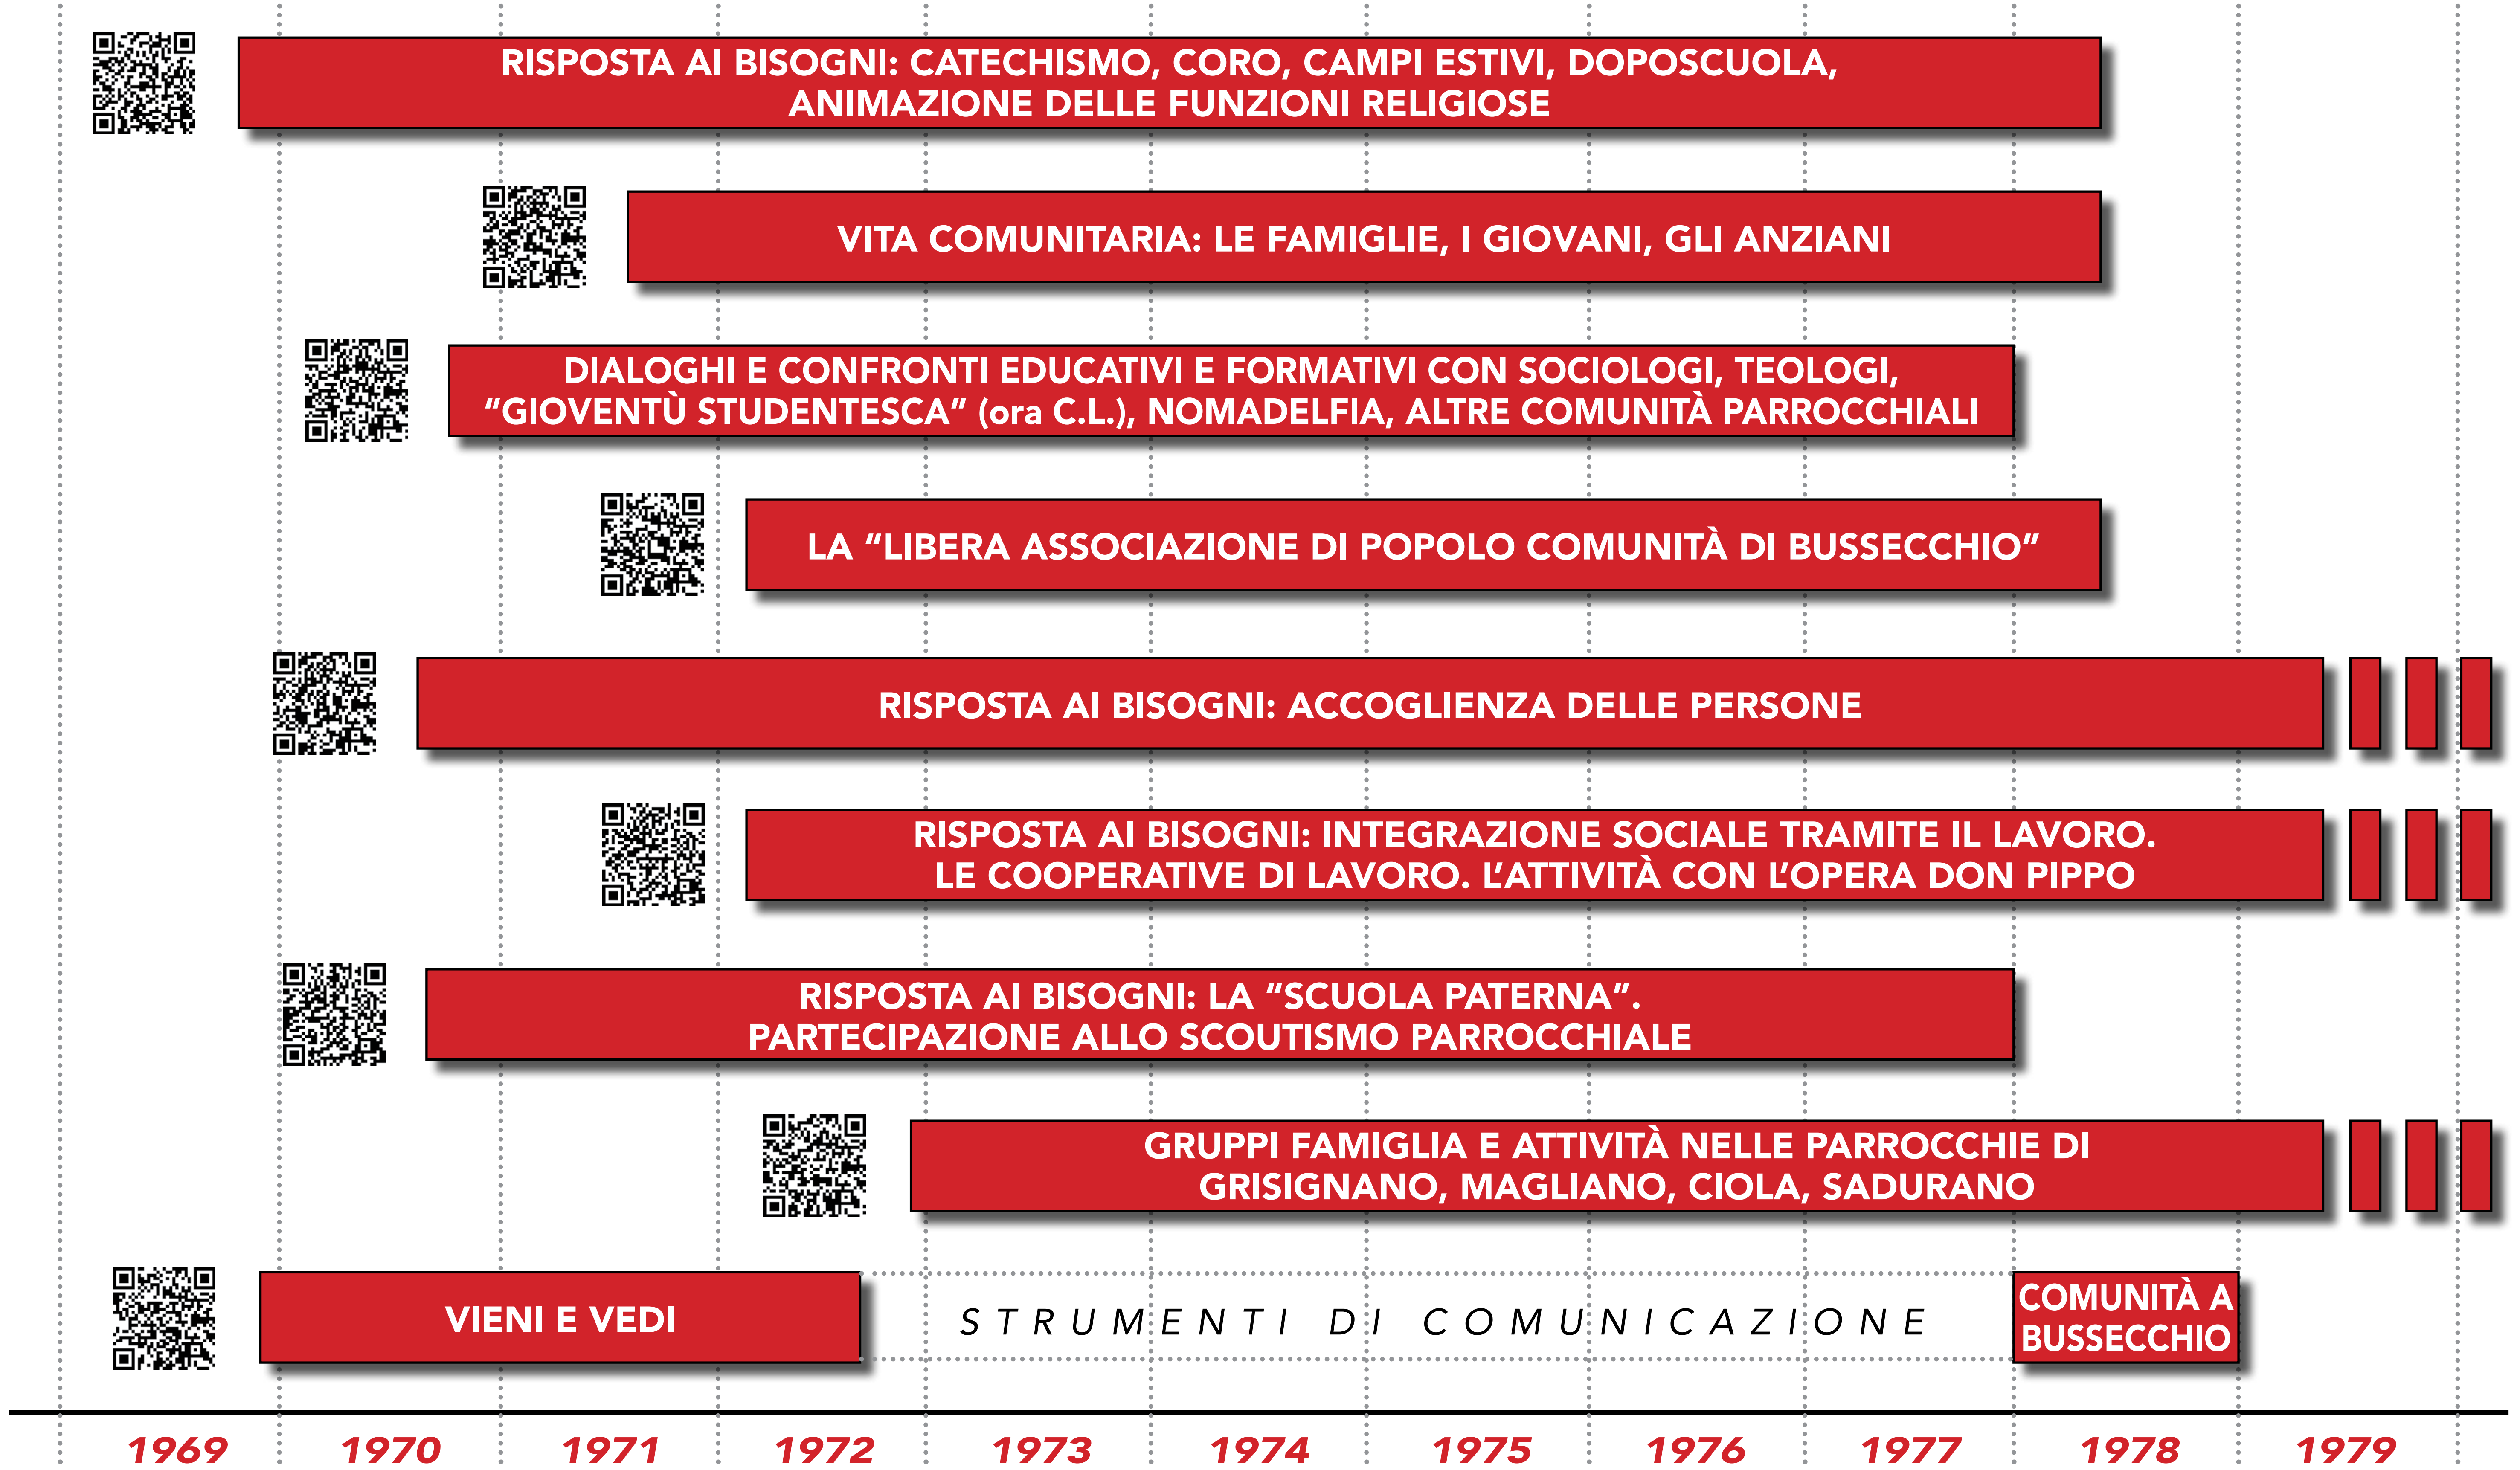 RISPOSTA AI BISOGNI: CATECHISMO, CORO, CAMPI ESTIVI, DOPOSCUOLA,
ANIMAZIONE DELLE FUNZIONI RELIGIOSE
VITA COMUNITARIA: LE FAMIGLIE, I GIOVANI, GLI ANZIANI
DIALOGHI E CONFRONTI EDUCATIVI E FORMATIVI CON SOCIOLOGI, TEOLOGI,
“GIOVENTÙ STUDENTESCA” (ora C.L.), NOMADELFIA, ALTRE COMUNITÀ PARROCCHIALI
LA “LIBERA ASSOCIAZIONE DI POPOLO COMUNITÀ DI BUSSECCHIO”
RISPOSTA AI BISOGNI: ACCOGLIENZA DELLE PERSONE
RISPOSTA AI BISOGNI: INTEGRAZIONE SOCIALE TRAMITE IL LAVORO.
LE COOPERATIVE DI LAVORO. L’ATTIVITÀ CON L’OPERA DON PIPPO
RISPOSTA AI BISOGNI: LA “SCUOLA PATERNA”.
PARTECIPAZIONE ALLO SCOUTISMO PARROCCHIALE
GRUPPI FAMIGLIA E ATTIVITÀ NELLE PARROCCHIE DI
GRISIGNANO, MAGLIANO, CIOLA, SADURANO
VIENI E VEDI
STRUMENTI DI COMUNICAZIONE
COMUNITÀ A
BUSSECCHIO
1969 1970 1971 1972 1973 1974 1975 1976 1977 1978 1979